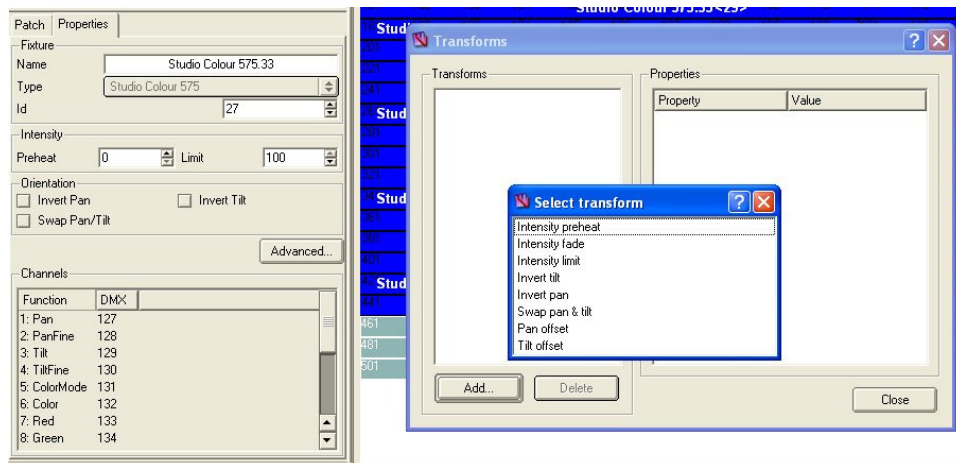 Patch Properties
Fixture
Name Studio Colour 575.33
Type Studio Colour 575
Id 27
Intensity
Preheat 0 Limit 100
Orientation
Invert Pan Invert Tilt
Swap Pan/Tilt
Advanced...
Channels
Function DMX
1: Pan 127
2: PanFine 128
3: Tilt 129
4: TiltFine 130
5: ColorMode 131
6: Color 132
7: Red 133
8: Green 134
Stud
Stud
Stud
Stud
461
481
501
Transforms
Transforms
Properties
Property Value
Select transform
Intensity preheat
Intensity fade
Intensity limit
Invert tilt
Invert pan
Swap pan & tilt
Pan offset
Tilt offset
Add... Delete
Close